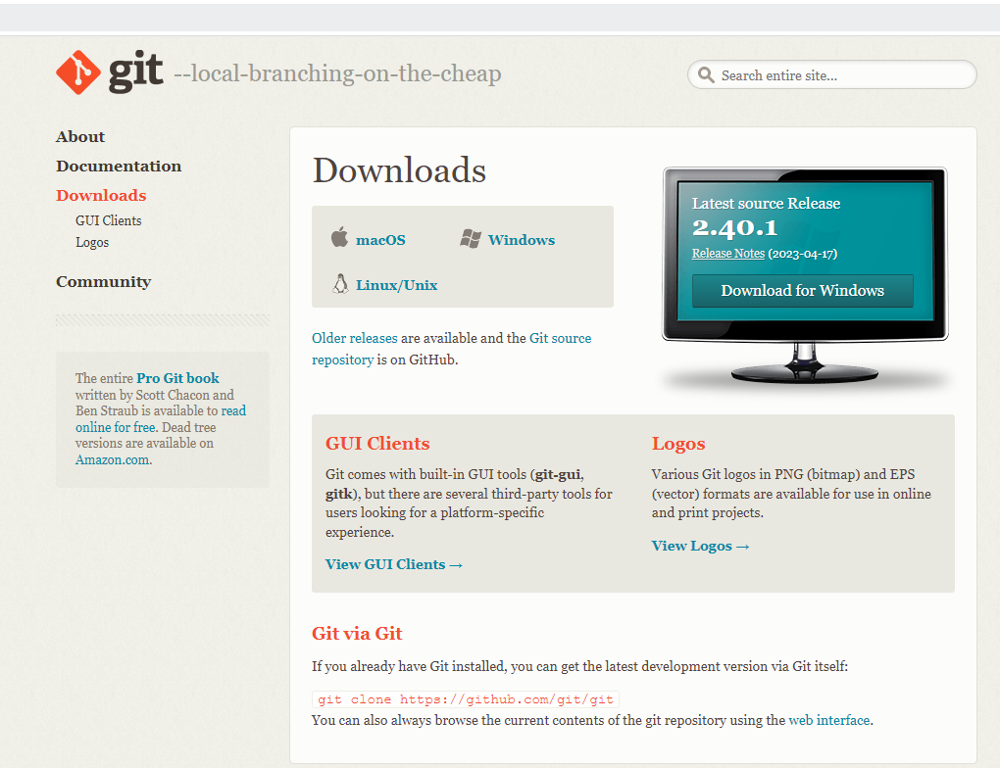 git --local-branching-on-the-cheap
Search entire site...
About
Documentation
Downloads
GUI Clients
Logos
Community
The entire Pro Git book
written by Scott Chacon and
Ben Straub is available to read
online for free. Dead tree
versions are available on
Amazon.com.
Downloads
macOS
Windows
Linux/Unix
Older releases are available and the Git source
repository is on GitHub.
Latest source Release
2.40.1
Release Notes (2023-04-17)
Download for Windows
GUI Clients
Git comes with built-in GUI tools (git-gui,
gitk), but there are several third-party tools for
users looking for a platform-specific
experience.
View GUI Clients →
Logos
Various Git logos in PNG (bitmap) and EPS
(vector) formats are available for use in online
and print projects.
View Logos →
Git via Git
If you already have Git installed, you can get the latest development version via Git itself:
git clone https://github.com/git/git
You can also always browse the current contents of the git repository using the web interface.